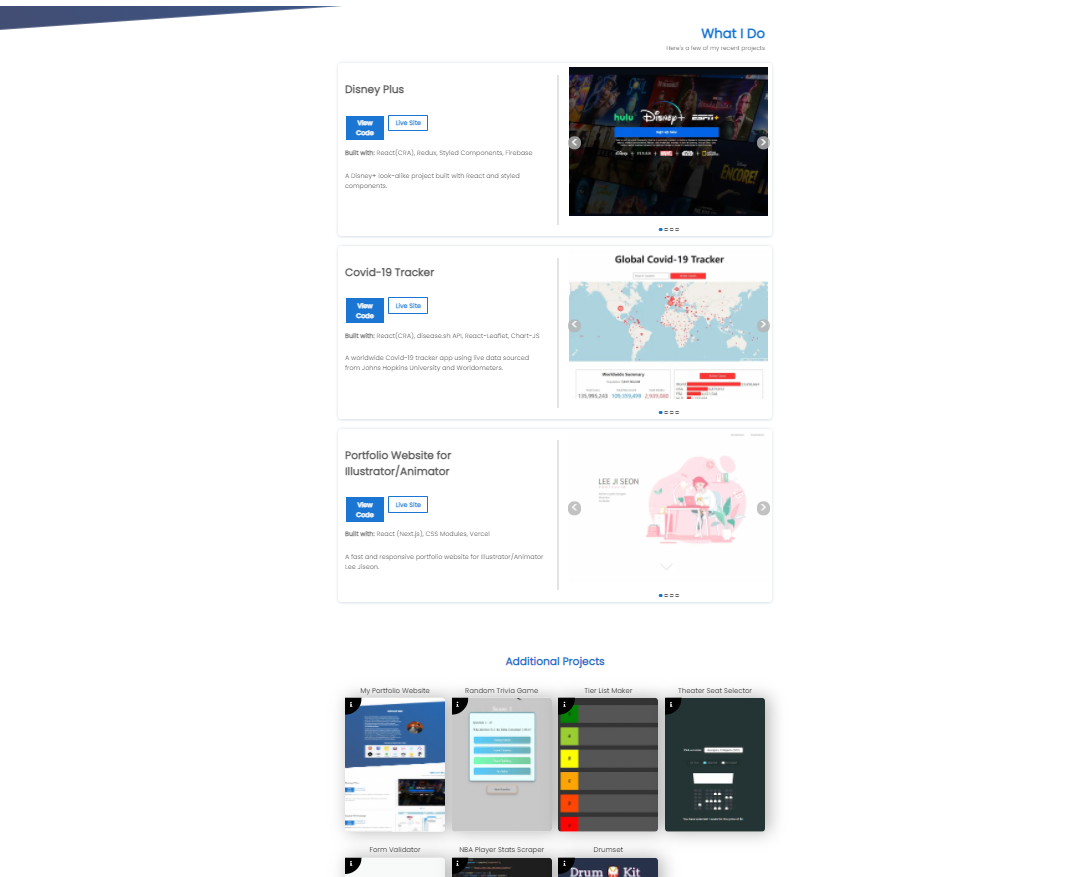 What I Do
Here's a few of my recent projects
Disney Plus
View
Code
Live Site
Built with: React(CRA), Redux, Styled Components, Firebase
A Disney+ look-alike project built with React and styled
components.
hulu Disney+ ESPN+
Covid-19 Tracker
View
Code
Live Site
Built with: React(CRA), disease.sh API, React-Leaflet, Chart-JS
A worldwide Covid-19 tracker app using live data sourced
from Johns Hopkins University and Worldometers.
Global Covid-19 Tracker
Worldwide Summary
Portfolio Website for
Illustrator/Animator
View
Code
Live Site
Built with: React (Next.js), CSS Modules, Vercel
A fast and responsive portfolio website for Illustrator/Animator
Lee Jiseon.
LEE JI SEON
Additional Projects
My Portfolio Website
Random Trivia Game
Tier List Maker
Theater Seat Selector
ENCORE!
Form Validator
NBA Player Stats Scraper
Drumset
Drum Kit